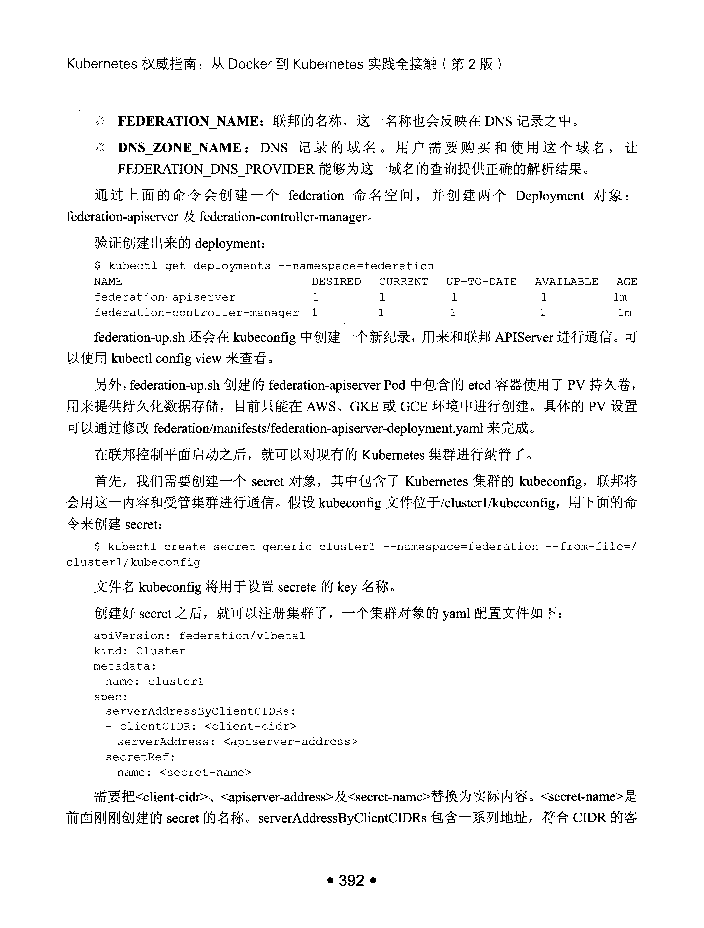 Kubernetes 权威指南：从 Docker 到 Kubernetes 实践全接触（第 2 版）
FEDERATION_NAME：联邦的名称，这一名称也会反映在 DNS 记录之中。
DNS_ZONE_NAME：DNS 记录的域名。用户需要购买和使用这个域名，让
FEDERATION_DNS_PROVIDER 能够为这一域名的查询提供正确的解析结果。
通过上面的命令会创建一个 federation 命名空间，并创建两个 Deployment 对象：
federation-apiserver 及 federation-controller-manager。
验证创建出来的 deployment：
$ kubectl get deployments --namespace=federation
NAME DESIRED CURRENT UP-TO-DATE AVAILABLE AGE
federation-apiserver 1 1 1 1 1m
federation-controller-manager 1 1 1 1 1m
federation-up.sh 还会在 kubeconfig 中创建一个新纪录，用来和联邦 APIServer 进行通信。可
以使用 kubectl config view 来查看。
另外，federation-up.sh 创建的 federation-apiserver Pod 中包含的 etcd 容器使用了 PV 持久卷，
用来提供持久化数据存储，目前只能在 AWS、GKE 或 GCE 环境中进行创建。具体的 PV 设置
可以通过修改 federation/manifests/federation-apiserver-deployment.yaml 来完成。
在联邦控制平面启动之后，就可以对现有的 Kubernetes 集群进行纳管了。
首先，我们需要创建一个 secret 对象，其中包含了 Kubernetes 集群的 kubeconfig，联邦将
会用这一内容和受管集群进行通信。假设 kubeconfig 文件位于/cluster1/kubeconfig，用下面的命
令来创建 secret：
$ kubectl create secret generic cluster1 --namespace=federation --from-file=/
cluster1/kubeconfig
文件名 kubeconfig 将用于设置 secrete 的 key 名称。
创建好 secret 之后，就可以注册集群了，一个集群对象的 yaml 配置文件如下：
apiVersion: federation/v1beta1
kind: Cluster
metadata:
name: cluster1
spec:
serverAddressByClientCIDRs:
- clientCIDR: <client-cidr>
serverAddress: <apiserver-address>
secretRef:
name: <secret-name>
需要把<client-cidr>、<apiserver-address>及<secret-name>替换为实际内容。<secret-name>是
前面刚刚创建的 secret 的名称。serverAddressByClientCIDRs 包含一系列地址，符合 CIDR 的客
• 392 •